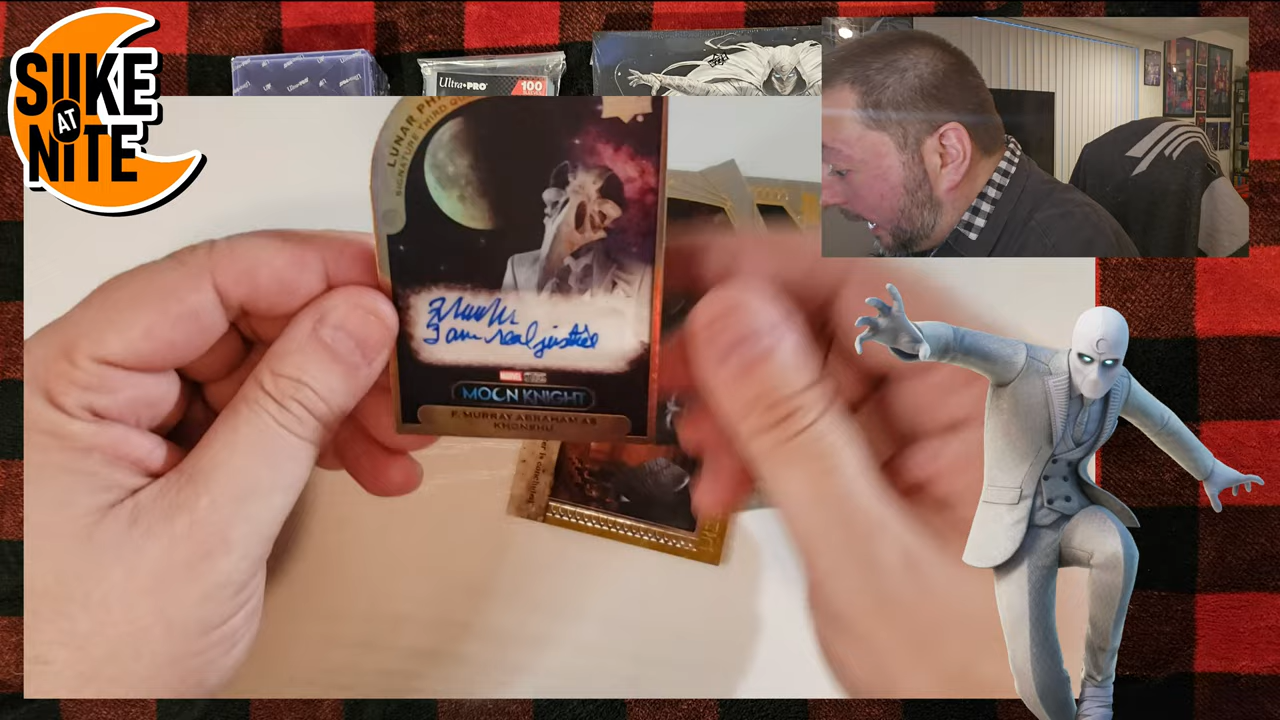 SUKE
AT
NITE
Ultra•PRO
100
LUNAR PH
SIGNATURE THIRD QU
I am real justice
MARVEL
STUDIOS
MOON KNIGHT
F. MURRAY ABRAHAM AS
KHONSHU